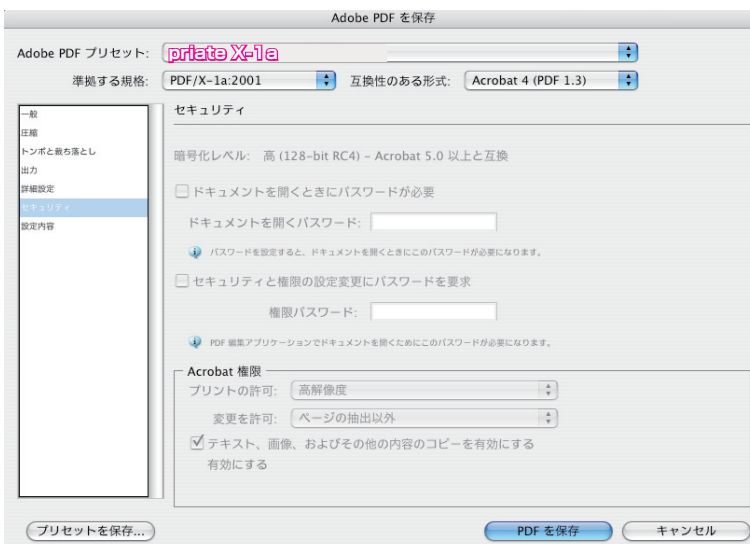 Adobe PDF を保存
Adobe PDF プリセット: priate X-1a
準拠する規格: PDF/X-1a:2001 互換性のある形式: Acrobat 4 (PDF 1.3)
一般
圧縮
トンボと裁ち落とし
出力
詳細設定
セキュリティ
設定内容
セキュリティ
暗号化レベル: 高 (128-bit RC4) – Acrobat 5.0 以上と互換
ドキュメントを開くときにパスワードが必要
ドキュメントを開くパスワード:
パスワードを設定すると、ドキュメントを開くときにこのパスワードが必要になります。
セキュリティと権限の設定変更にパスワードを要求
権限パスワード:
PDF 編集アプリケーションでドキュメントを開くためにこのパスワードが必要になります。
Acrobat 権限
プリントの許可: 高解像度
変更を許可: ページの抽出以外
テキスト、画像、およびその他の内容のコピーを有効にする
有効にする
プリセットを保存... PDF を保存 キャンセル